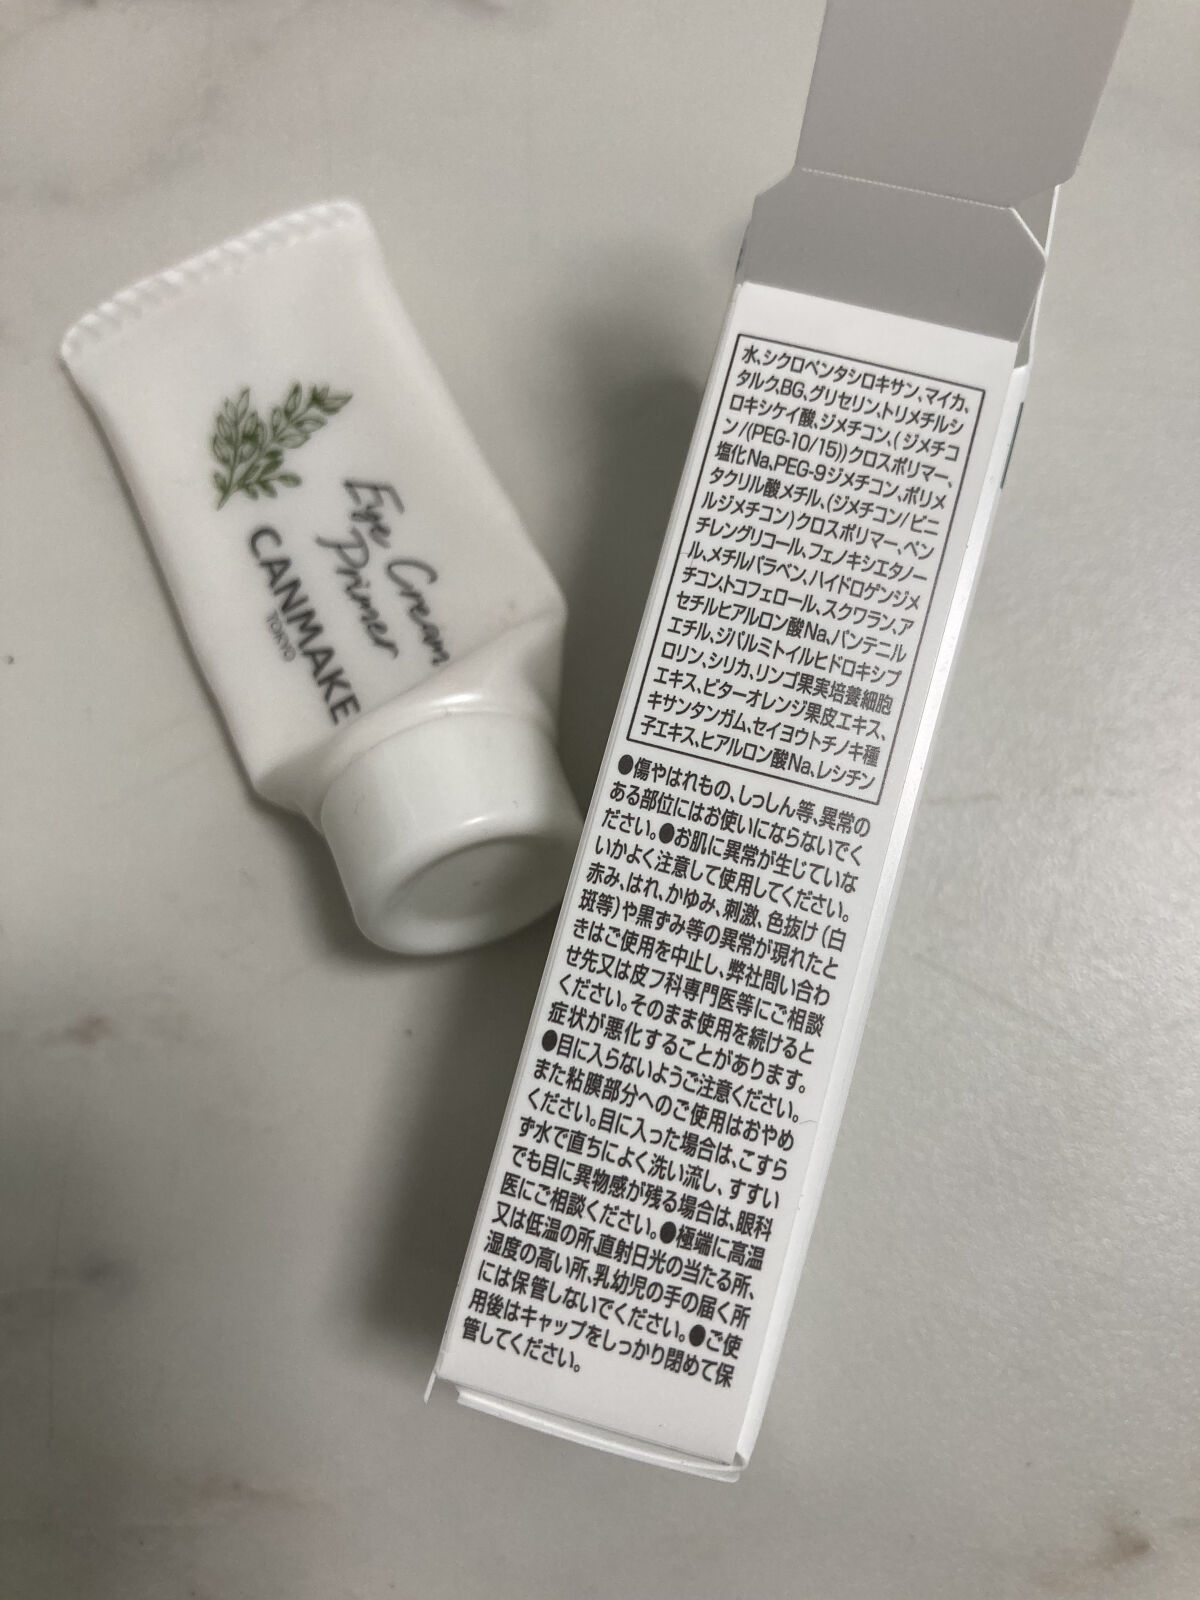 Eye Cream
Primer
CANMAKE
TOKYO
水、シクロペンタシロキサン、マイカ、
タルク、BG、グリセリン、トリメチルシ
ロキシケイ酸、ジメチコン、(ジメチコ
ン/(PEG-10/15))クロスポリマー、
塩化Na、PEG-9ジメチコン、ポリメ
タクリル酸メチル、(ジメチコン/ビニ
ルジメチコン)クロスポリマー、ペン
チレングリコール、フェノキシエタノー
ル、メチルパラベン、ハイドロゲンジメ
チコン、トコフェロール、スクワラン、ア
セチルヒアルロン酸Na、パンテニル
エチル、ジパルミトイルヒドロキシプ
ロリン、シリカ、リンゴ果実培養細胞
エキス、ビターオレンジ果皮エキス、
キサンタンガム、セイヨウトチノキ種
子エキス、ヒアルロン酸Na、レシチン
●傷やはれもの、しっしん等、異常の
ある部位にはお使いにならないでく
ださい。●お肌に異常が生じていな
いかよく注意して使用してください。
赤み、はれ、かゆみ、刺激、色抜け(白
斑等)や黒ずみ等の異常が現れたと
きはご使用を中止し、弊社問い合わ
せ先又は皮フ科専門医等にご相談
ください。そのまま使用を続けると
症状が悪化することがあります。
●目に入らないようご注意ください。
また粘膜部分へのご使用はおやめ
ください。目に入った場合は、こすら
ず水で直ちによく洗い流し、すすい
でも目に異物感が残る場合は、眼科
医にご相談ください。●極端に高温
又は低温の所、直射日光の当たる所、
湿度の高い所、乳幼児の手の届く所
には保管しないでください。●ご使
用後はキャップをしっかり閉めて保
管してください。